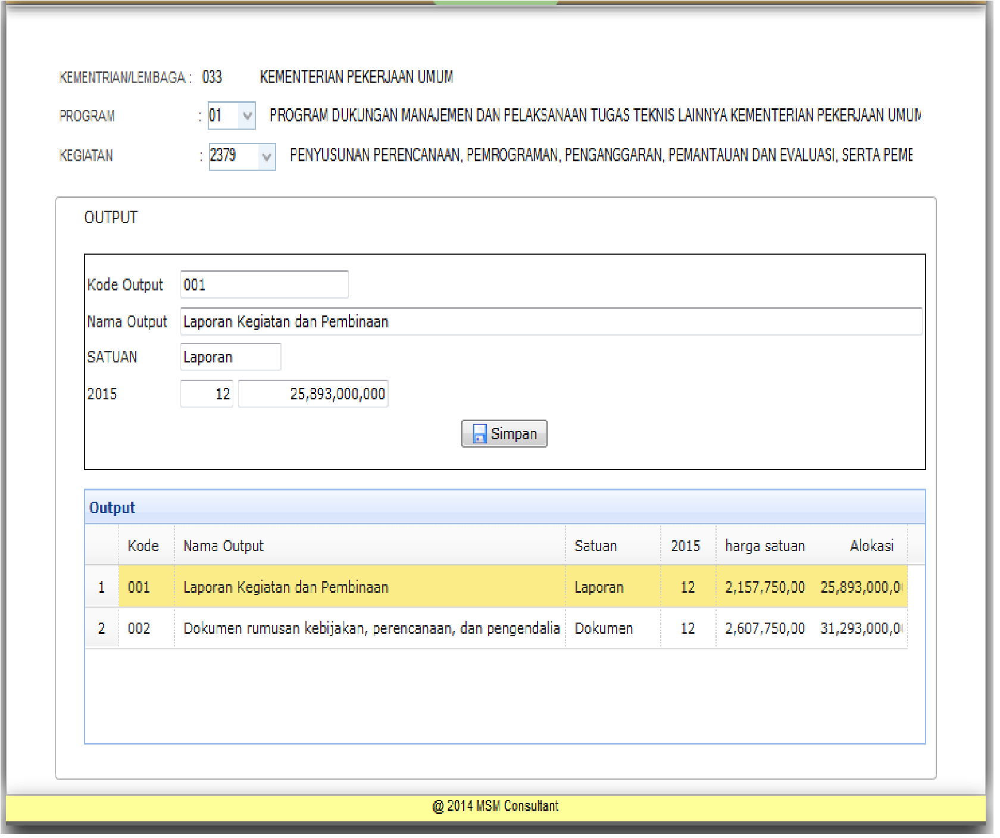 KEMENTRIAN/LEMBAGA : 033 KEMENTERIAN PEKERJAAN UMUM
PROGRAM : 01 PROGRAM DUKUNGAN MANAJEMEN DAN PELAKSANAAN TUGAS TEKNIS LAINNYA KEMENTERIAN PEKERJAAN UMUM
KEGIATAN : 2379 PENYUSUNAN PERENCANAAN, PEMROGRAMAN, PENGANGGARAN, PEMANTAUAN DAN EVALUASI, SERTA PEME
OUTPUT
Kode Output 001
Nama Output Laporan Kegiatan dan Pembinaan
SATUAN Laporan
2015 12 25,893,000,000
Simpan
Output
Kode Nama Output Satuan 2015 harga satuan Alokasi
1 001 Laporan Kegiatan dan Pembinaan Laporan 12 2,157,750,00 25,893,000,0
2 002 Dokumen rumusan kebijakan, perencanaan, dan pengendalia Dokumen 12 2,607,750,00 31,293,000,0
@ 2014 MSM Consultant